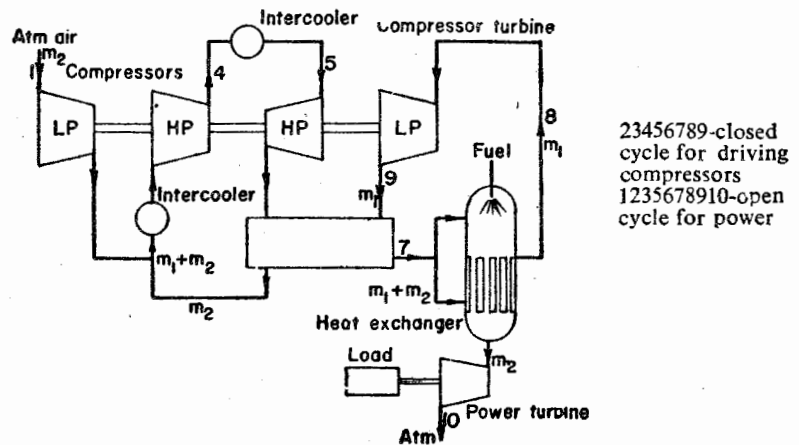 Intercooler
Atm air
m2
Compressor turbine
1
Compressors
4
5
8
LP
HP
HP
LP
m1
Fuel
Intercooler
9
m1
7
m1+m2
m1+m2
m2
Heat exchanger
m2
Load
Power turbine
10
Atm
23456789-closed
cycle for driving
compressors
1235678910-open
cycle for power